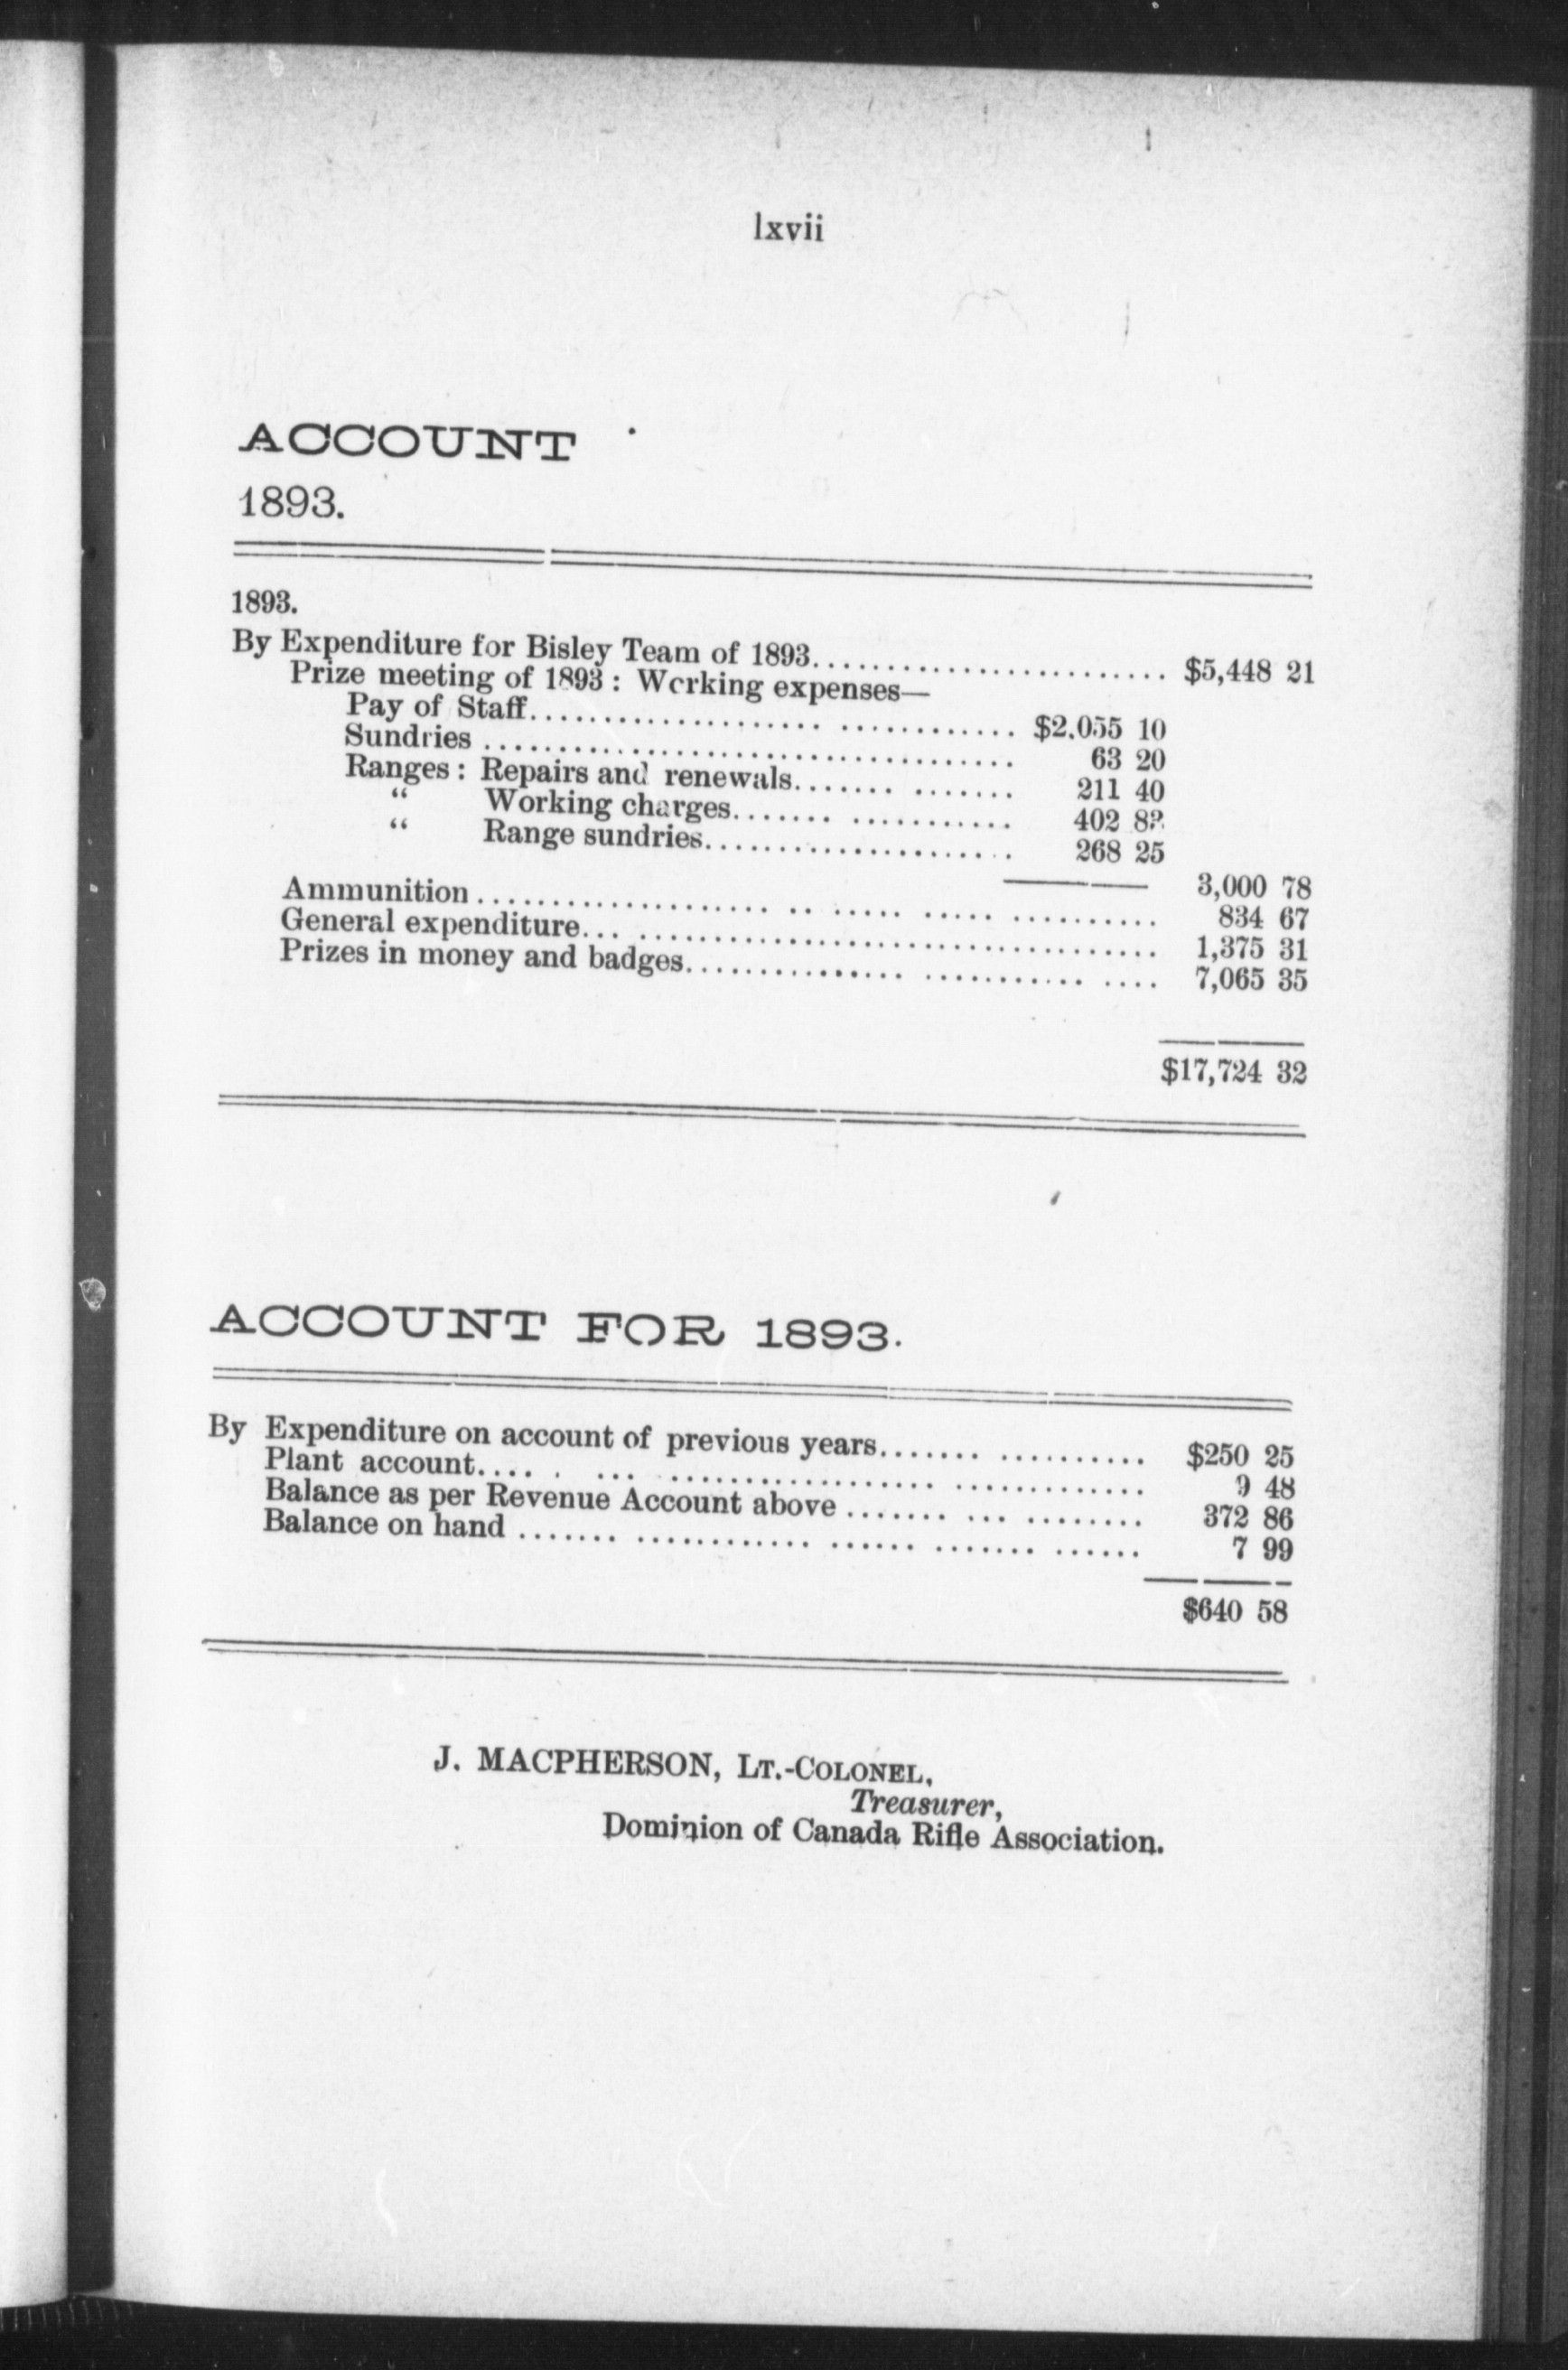 lxvii
ACCOUNT
1893.
1893.
By Expenditure for Bisley Team of 1893........................ $5,448 21
Prize meeting of 1893 : Working expenses—
Pay of Staff.................... ............ $2,055 10
Sundries .................................... 63 20
Ranges : Repairs and renewals....... ....... 211 40
“ Working charges....... ........... 402 83
“ Range sundries..................... 268 25
3,000 78
Ammunition .................... .. ..... ..... .......... 834 67
General expenditure... ................................... 1,375 31
Prizes in money and badges............... ........... .... 7,065 35
$17,724 32
ACCOUNT FOR 1893.
By Expenditure on account of previous years....... .......... $250 25
Plant account.... . ... .................. ............. 9 48
Balance as per Revenue Account above ....... ... ........ 372 86
Balance on hand ....... ............ ...... ....... ...... 7 99
$640 58
J. MACPHERSON, LT.-COLONEL,
Treasurer,
Dominion of Canada Rifle Association.